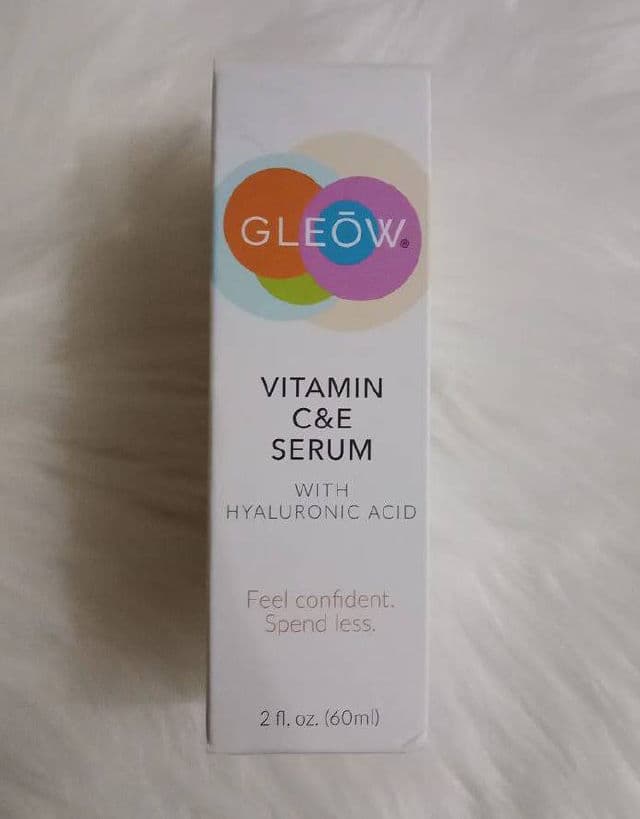 GLEŌW®
VITAMIN
C&E
SERUM
WITH
HYALURONIC ACID
Feel confident.
Spend less.
2 fl. oz. (60ml)